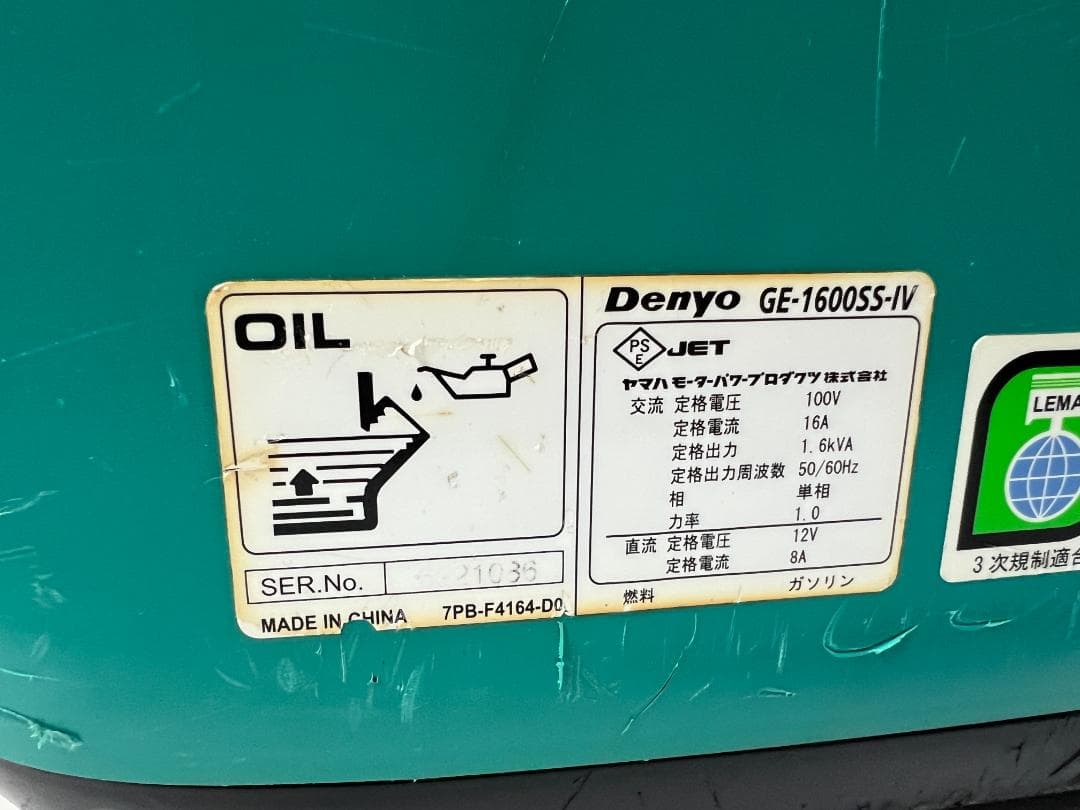 OIL
SER.No.
MADE IN CHINA 7PB-F4164-D0
Denyo GE-1600SS-IV
PS
E
JET
ヤマハモーターパワープロダクツ株式会社
交流 定格電圧 100V
定格電流 16A
定格出力 1.6kVA
定格出力周波数 50/60Hz
相 単相
力率 1.0
直流 定格電圧 12V
定格電流 8A
燃料 ガソリン
LEMA
3次規制適合